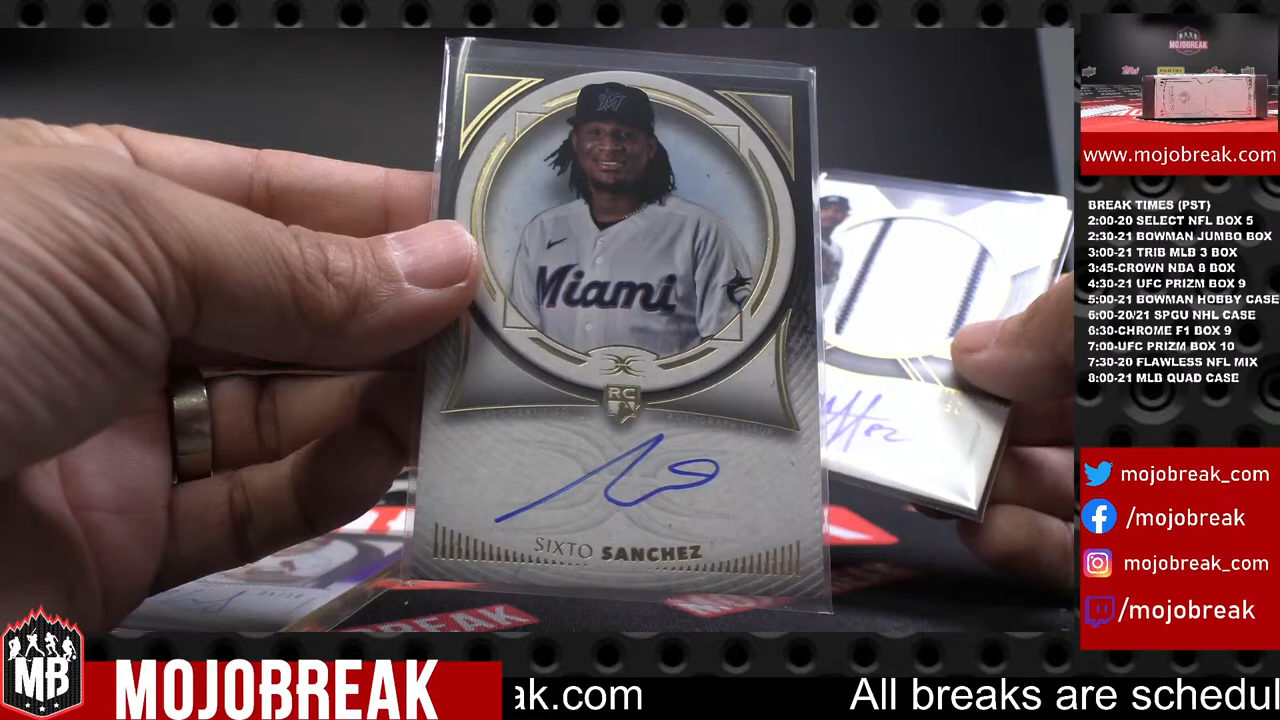 Miami
RC
SIXTO SANCHEZ
BREAK
MB
MOJOBREAK
ak.com
All breaks are schedul
MOJOBREAK
www.mojobreak.com
BREAK TIMES (PST)
2:00-20 SELECT NFL BOX 5
2:30-21 BOWMAN JUMBO BOX
3:00-21 TRIB MLB 3 BOX
3:45-CROWN NBA 8 BOX
4:30-21 UFC PRIZM BOX 9
5:00-21 BOWMAN HOBBY CASE
6:00-20/21 SPGU NHL CASE
6:30-CHROME F1 BOX 9
7:00-UFC PRIZM BOX 10
7:30-20 FLAWLESS NFL MIX
8:00-21 MLB QUAD CASE
mojobreak_com
/mojobreak
mojobreak_com
/mojobreak